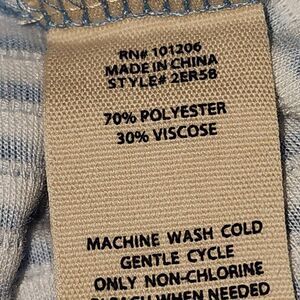 RN# 101206
MADE IN CHINA
STYLE# 2ER58
70% POLYESTER
30% VISCOSE
MACHINE WASH COLD
GENTLE CYCLE
ONLY NON-CHLORINE
BLEACH WHEN NEEDED